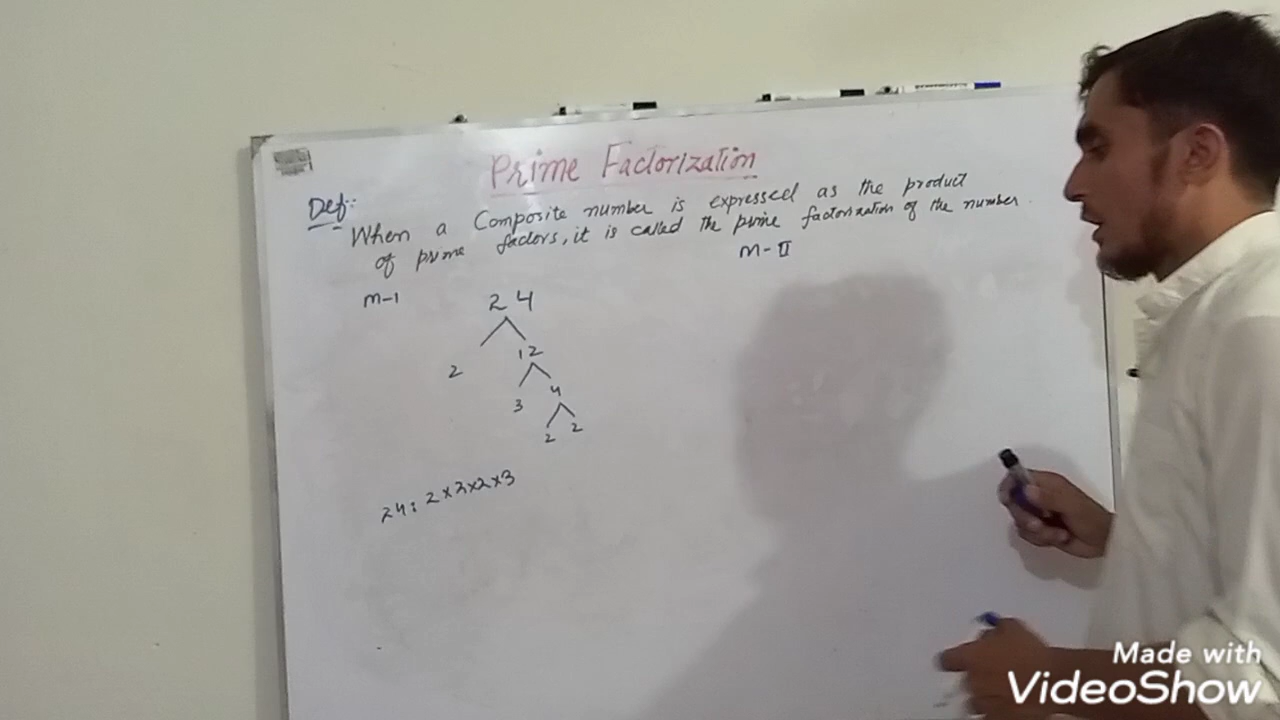 Prime Factorization
Def:
When a Composite number is expressed as the product
of prime factors, it is called the prime factorization of the number.
M-1
M-II
24
2
12
3
4
2
2
24: 2×2×2×3
Made with
VideoShow